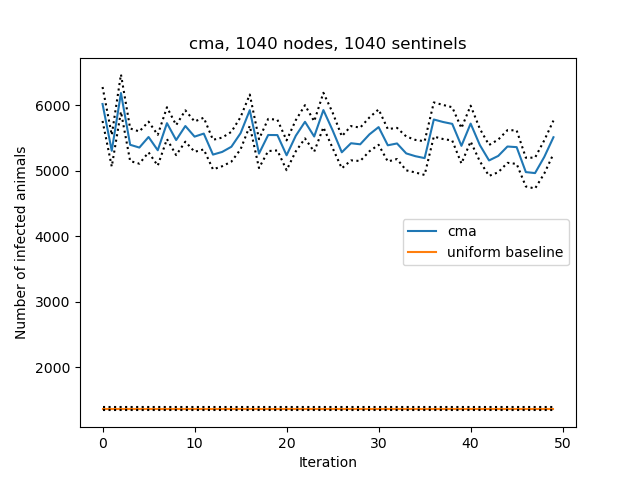 cma, 1040 nodes, 1040 sentinels
Number of infected animals
6000
5000
4000
3000
2000
cma
uniform baseline
0
10
20
30
40
50
Iteration